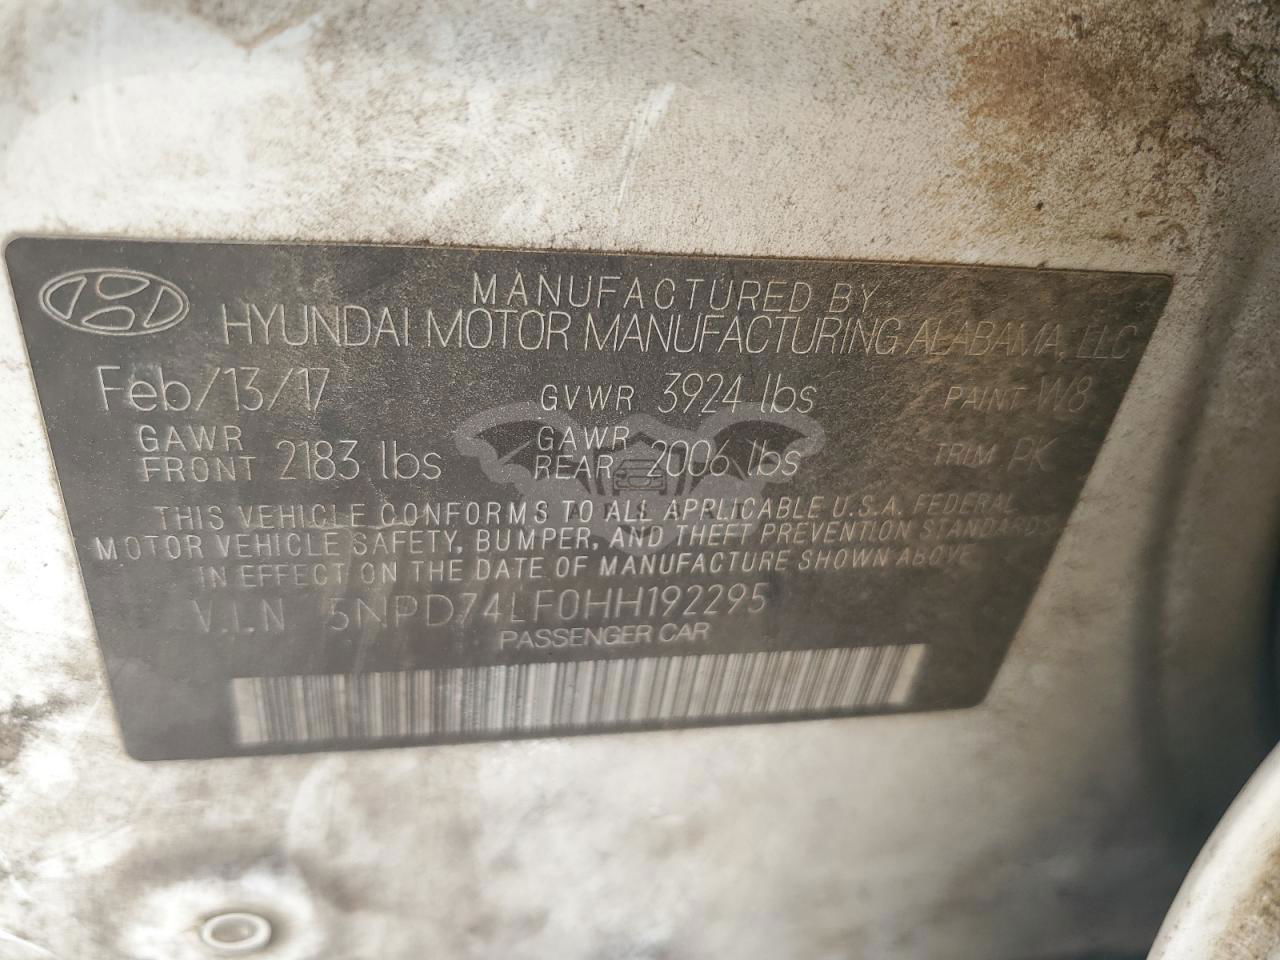 MANUFACTURED BY
HYUNDAI MOTOR MANUFACTURING ALABAMA, LLC
Feb/13/17 GVWR 3924 lbs PAINT W8
GAWR FRONT 2183 lbs GAWR REAR 2006 lbs TRIM PK
THIS VEHICLE CONFORMS TO ALL APPLICABLE U.S.A. FEDERAL
MOTOR VEHICLE SAFETY, BUMPER, AND THEFT PREVENTION STANDARDS
IN EFFECT ON THE DATE OF MANUFACTURE SHOWN ABOVE
V.I.N 5NPD74LF0HH192295
PASSENGER CAR